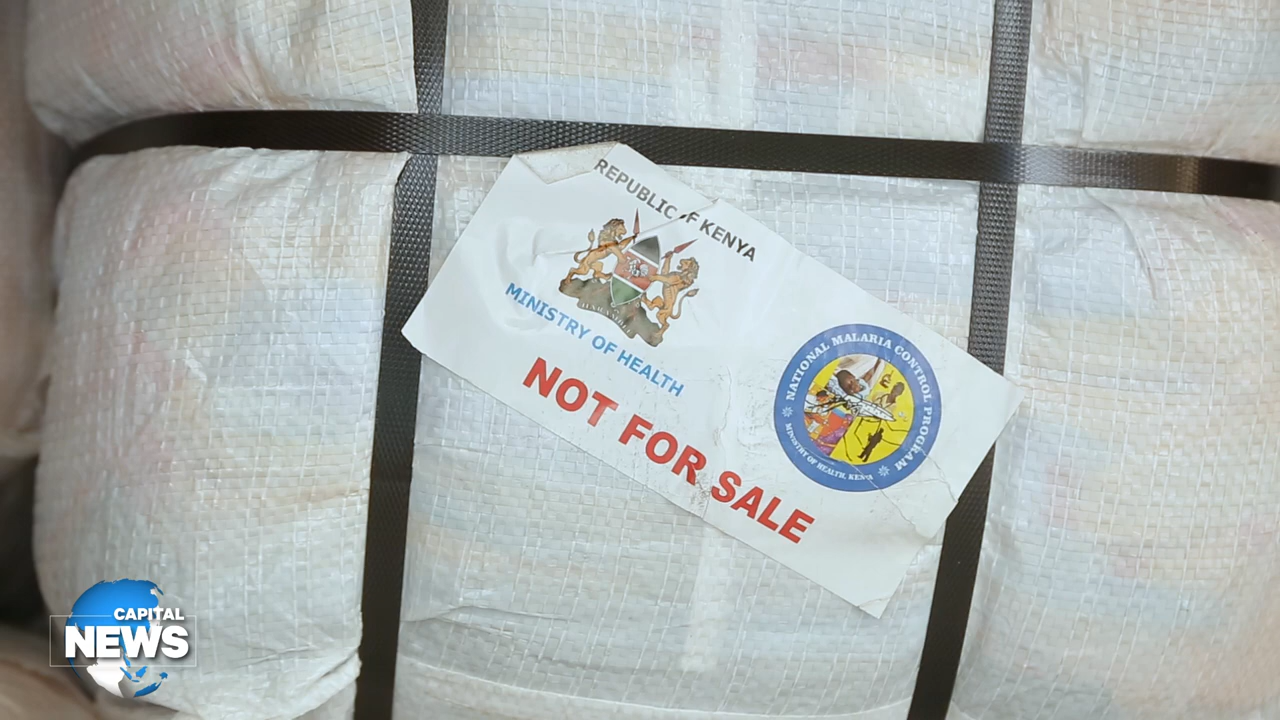 REPUBLIC OF KENYA
MINISTRY OF HEALTH
NOT FOR SALE
NATIONAL MALARIA CONTROL PROGRAM
MINISTRY OF HEALTH, KENYA
CAPITAL
NEWS